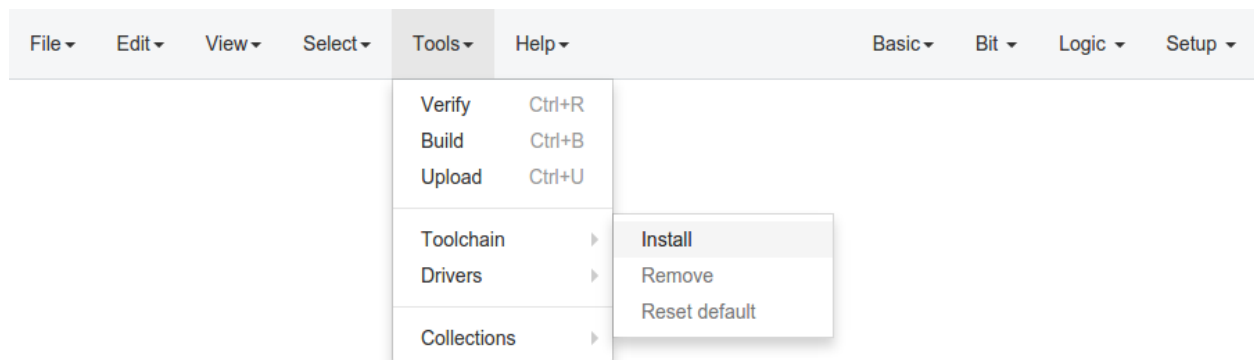 File Edit View Select Tools Help Basic Bit Logic Setup
Verify Ctrl+R
Build Ctrl+B
Upload Ctrl+U
Toolchain Install
Drivers Remove
Reset default
Collections